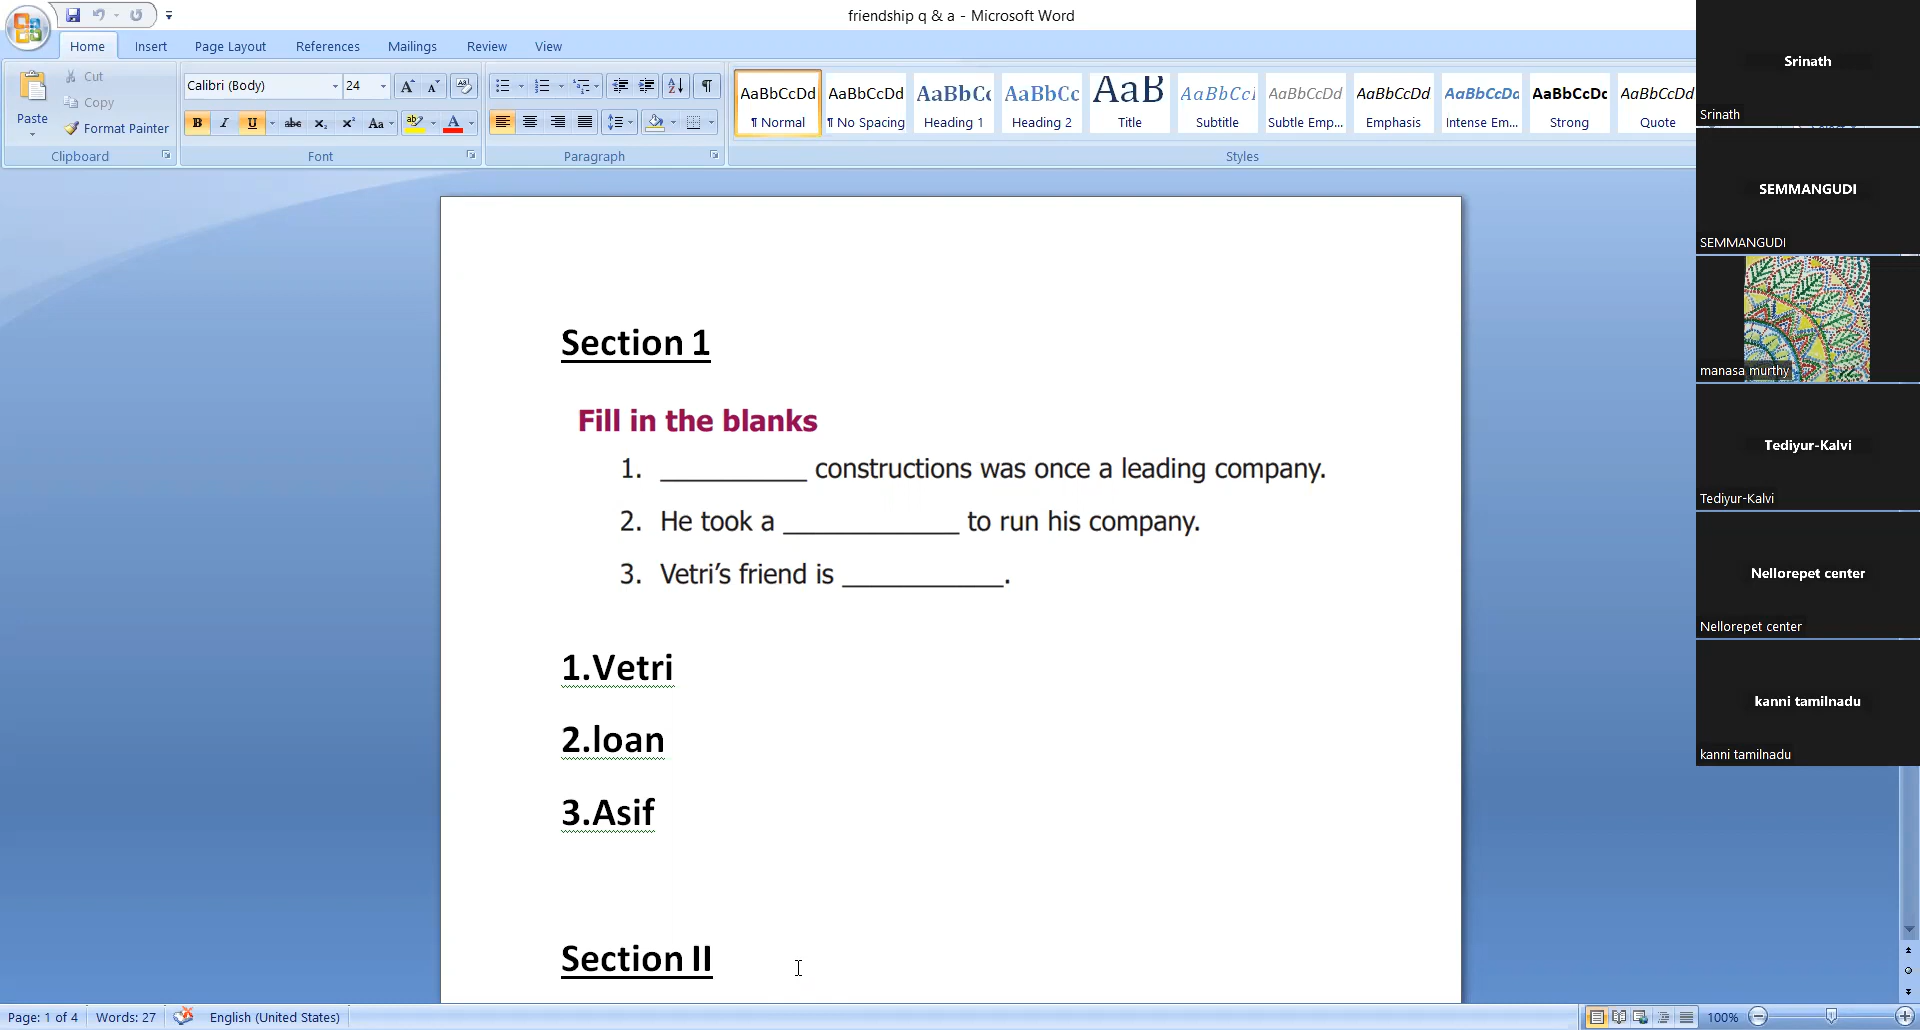 friendship q & a - Microsoft Word
Home Insert Page Layout References Mailings Review View
Paste
Cut
Copy
Format Painter
Clipboard
Calibri (Body) 24
B I U abc x₂ x² Aa
Font
Paragraph
AaBbCcDd AaBbCcDd AaBbCc AaBbCc AaB AaBbCcI AaBbCcDd AaBbCcDd AaBbCcDd AaBbCcDc AaBbCcDd
¶ Normal ¶ No Spacing Heading 1 Heading 2 Title Subtitle Subtle Emp... Emphasis Intense Em... Strong Quote
Styles
Section 1
Fill in the blanks
1. __________ constructions was once a leading company.
2. He took a ____________ to run his company.
3. Vetri’s friend is ___________.
1.Vetri
2.loan
3.Asif
Section II
Srinath
Srinath
SEMMANGUDI
SEMMANGUDI
manasa murthy
Tediyur-Kalvi
Tediyur-Kalvi
Nellorepet center
Nellorepet center
kanni tamilnadu
kanni tamilnadu
Page: 1 of 4 Words: 27 English (United States) 100%